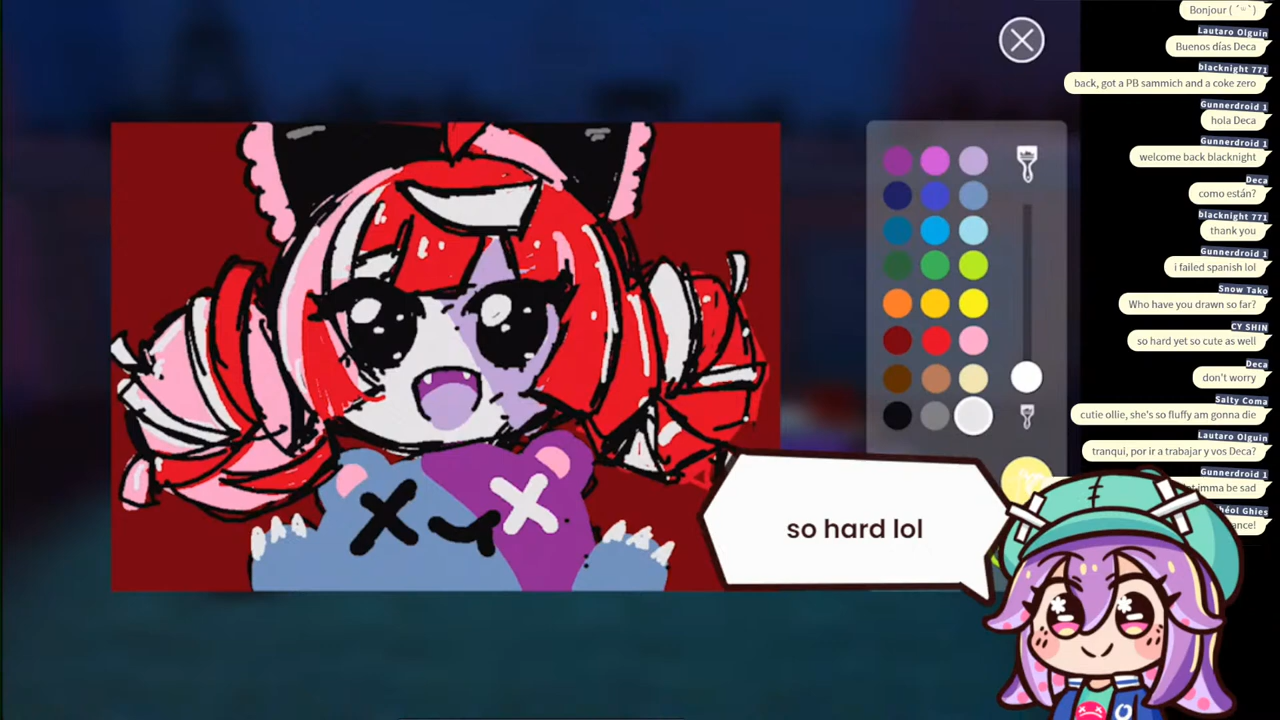 Bonjour ( ´꒳`)
Lautaro Olguín
Buenos días Deca
blacknight 771
back, got a PB sammich and a coke zero
Gunnerdroid 1
hola Deca
Gunnerdroid 1
welcome back blacknight
Deca
como están?
blacknight 771
thank you
Gunnerdroid 1
i failed spanish lol
Snow Tako
Who have you drawn so far?
CY SHIN
so hard yet so cute as well
Deca
don't worry
Salty Coma
cutie ollie, she's so fluffy am gonna die
Lautaro Olguín
tranqui, por ir a trabajar y vos Deca?
Gunnerdroid 1
imma be sad
Ghies
so hard lol